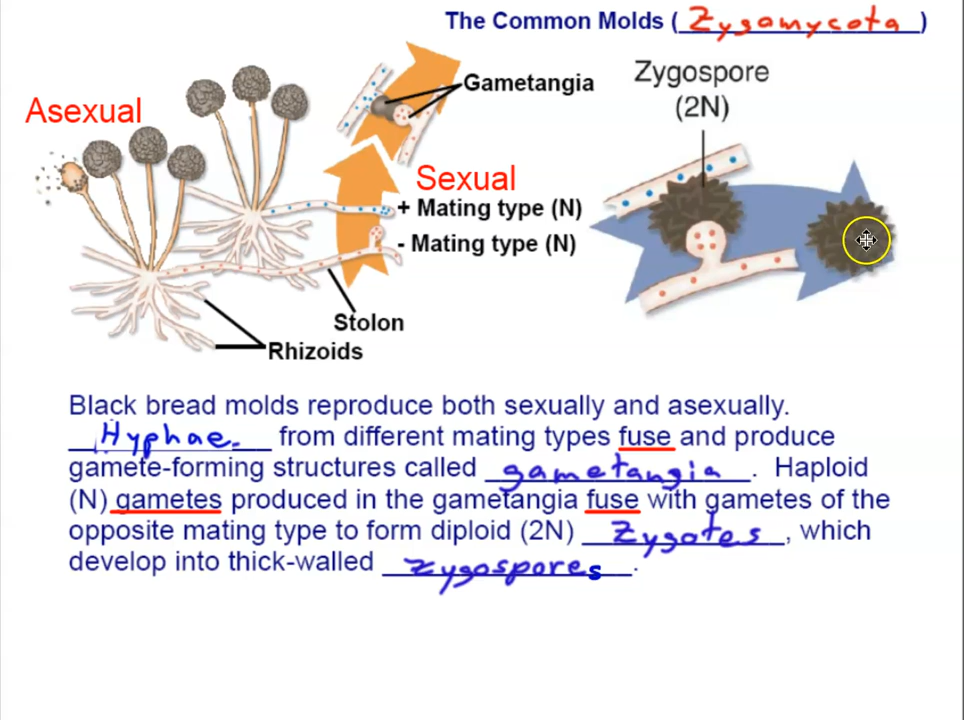 The Common Molds (Zygomycota)
Gametangia
Zygospore
(2N)
Asexual
Sexual
+ Mating type (N)
- Mating type (N)
Stolon
Rhizoids
Black bread molds reproduce both sexually and asexually.
Hyphae from different mating types fuse and produce
gamete-forming structures called gametangia. Haploid
(N) gametes produced in the gametangia fuse with gametes of the
opposite mating type to form diploid (2N) Zygotes, which
develop into thick-walled zygospores.